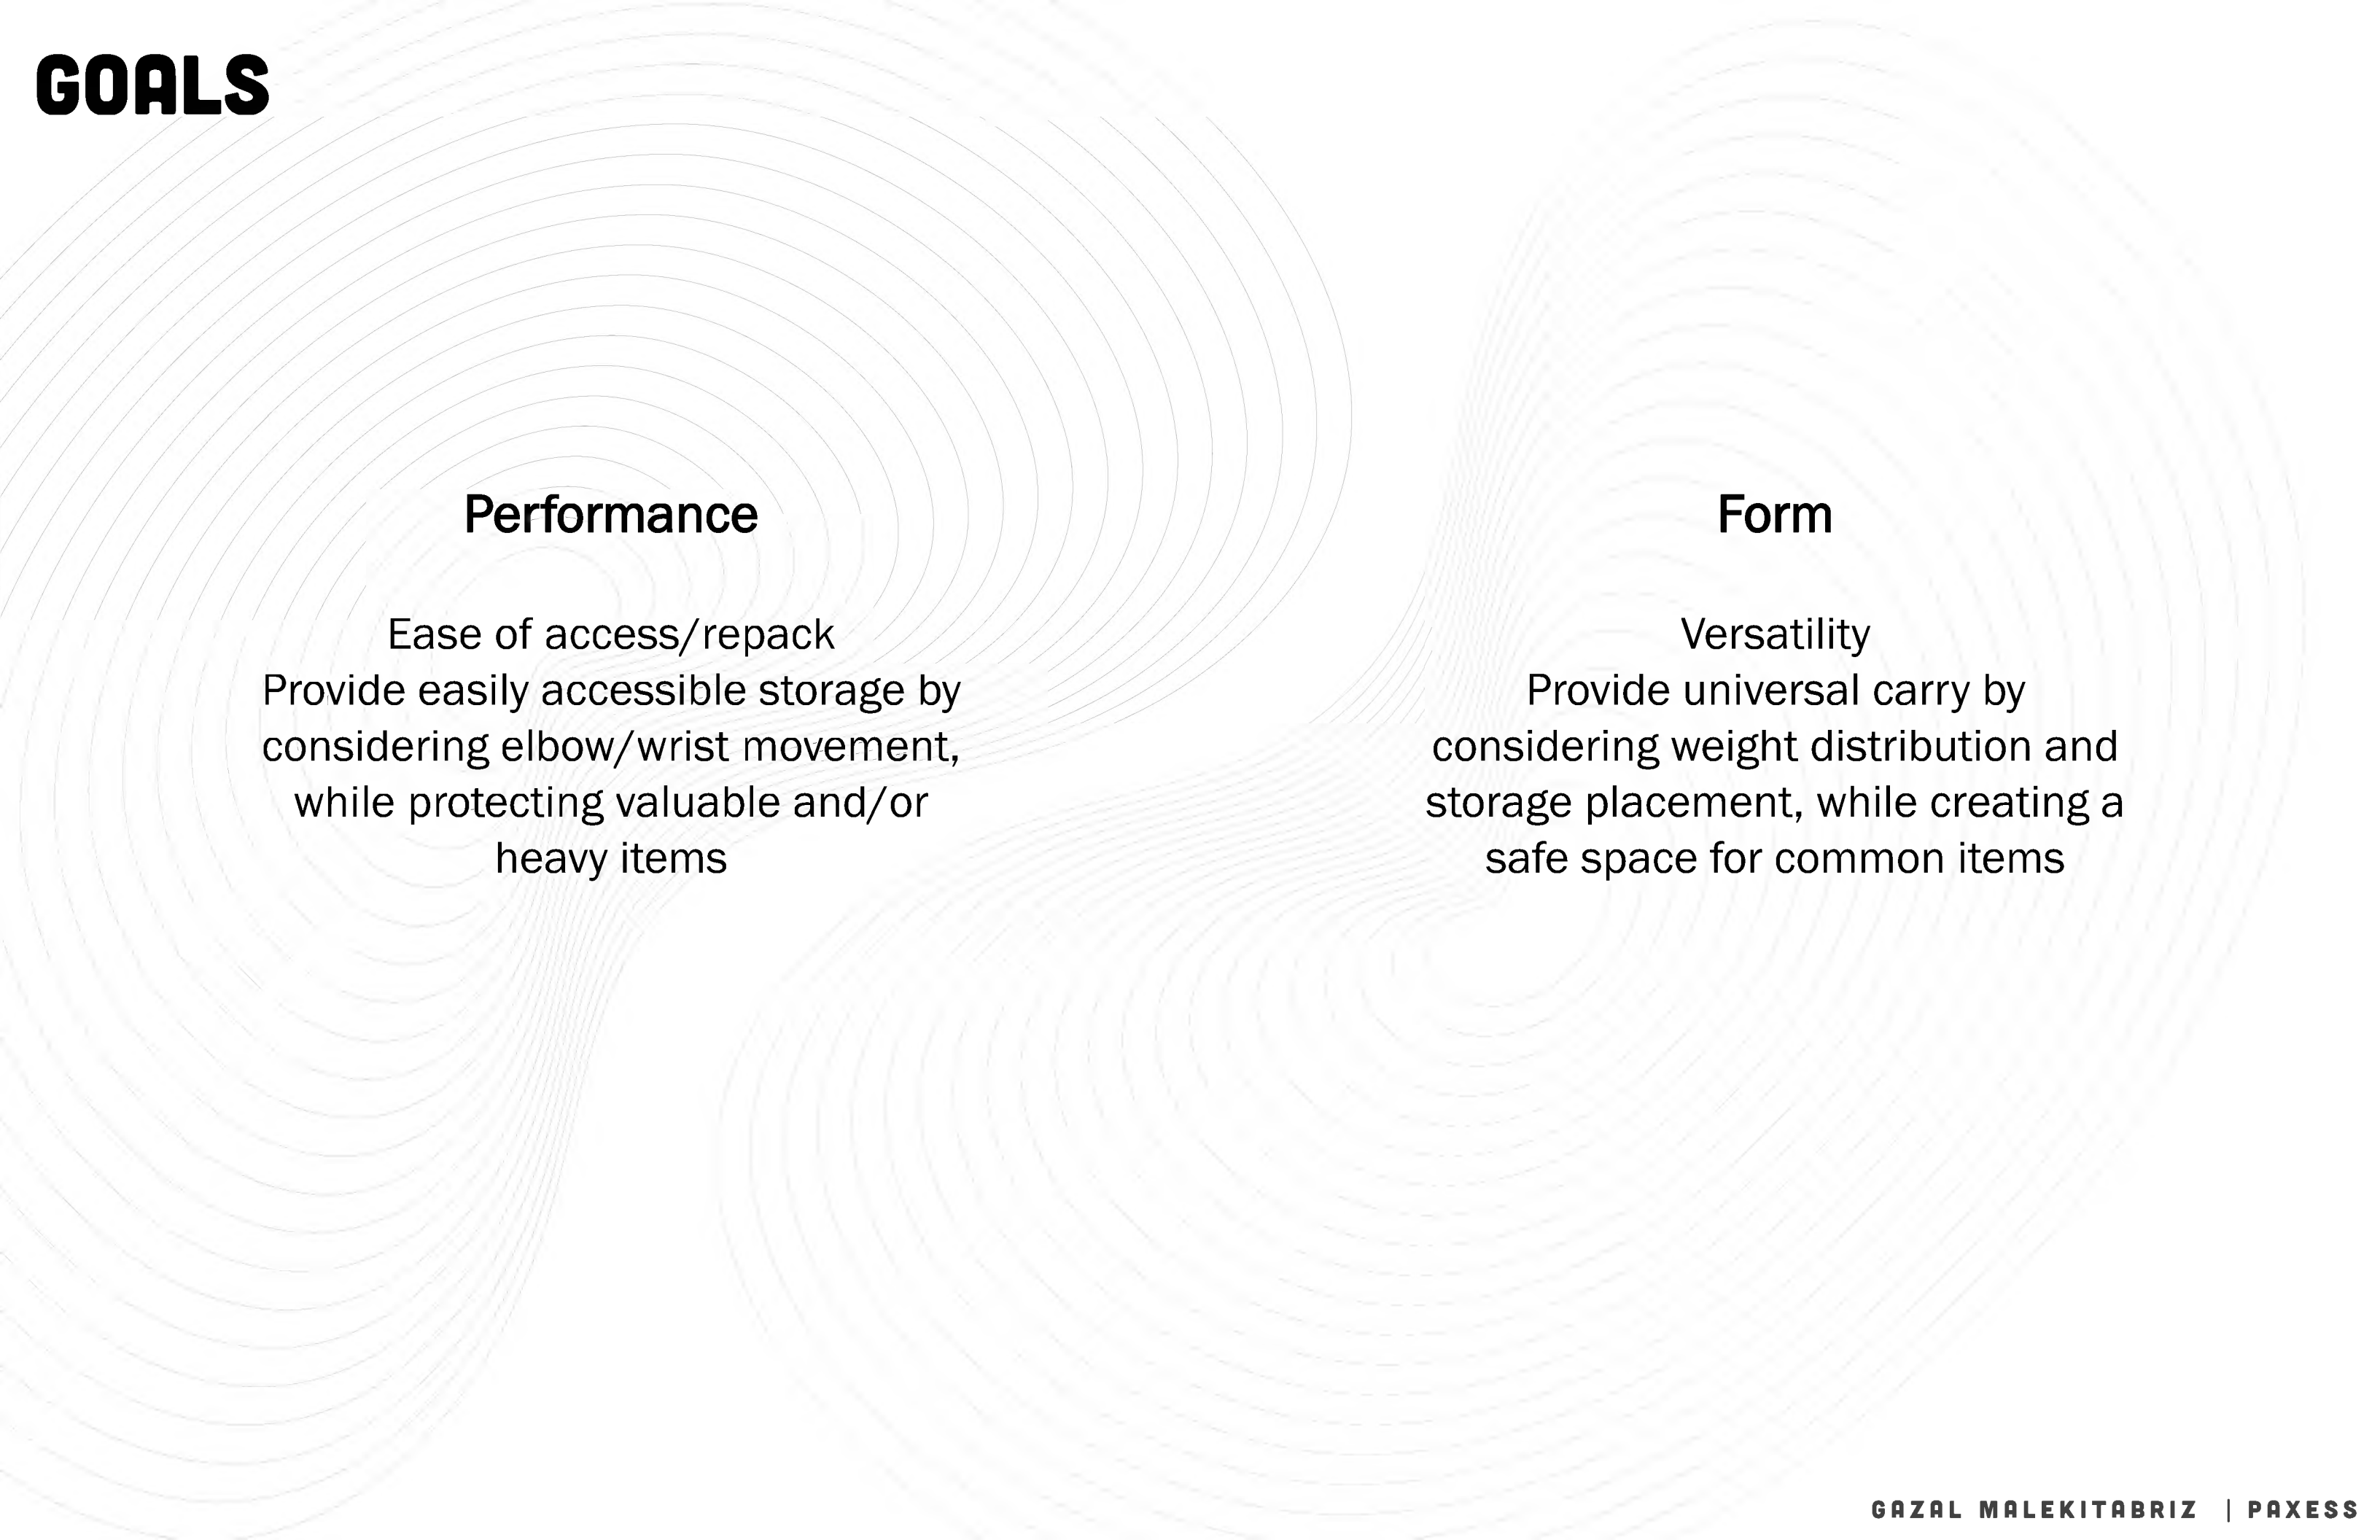 GOALS
Performance
Ease of access/repack
Provide easily accessible storage by
considering elbow/wrist movement,
while protecting valuable and/or
heavy items
Form
Versatility
Provide universal carry by
considering weight distribution and
storage placement, while creating a
safe space for common items
GAZAL MALEKITABRIZ | PAXESS